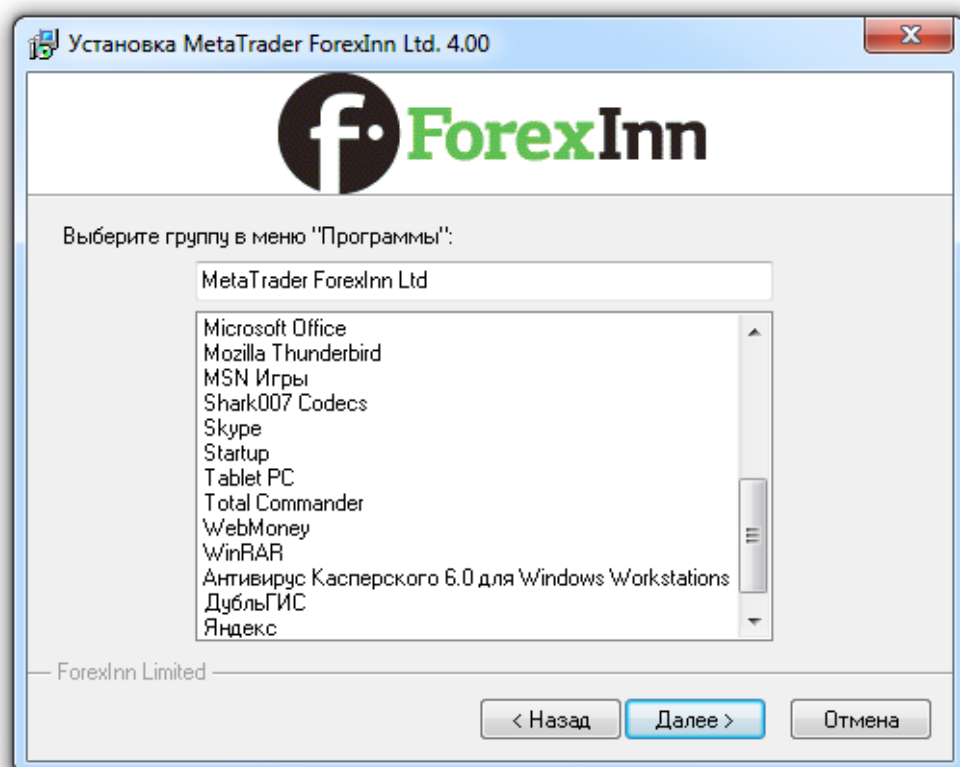 Установка MetaTrader ForexInn Ltd. 4.00
ForexInn
Выберите группу в меню "Программы":
MetaTrader ForexInn Ltd
Microsoft Office
Mozilla Thunderbird
MSN Игры
Shark007 Codecs
Skype
Startup
Tablet PC
Total Commander
WebMoney
WinRAR
Антивирус Касперского 6.0 для Windows Workstations
ДубльГИС
Яндекс
ForexInn Limited
< Назад
Далее >
Отмена